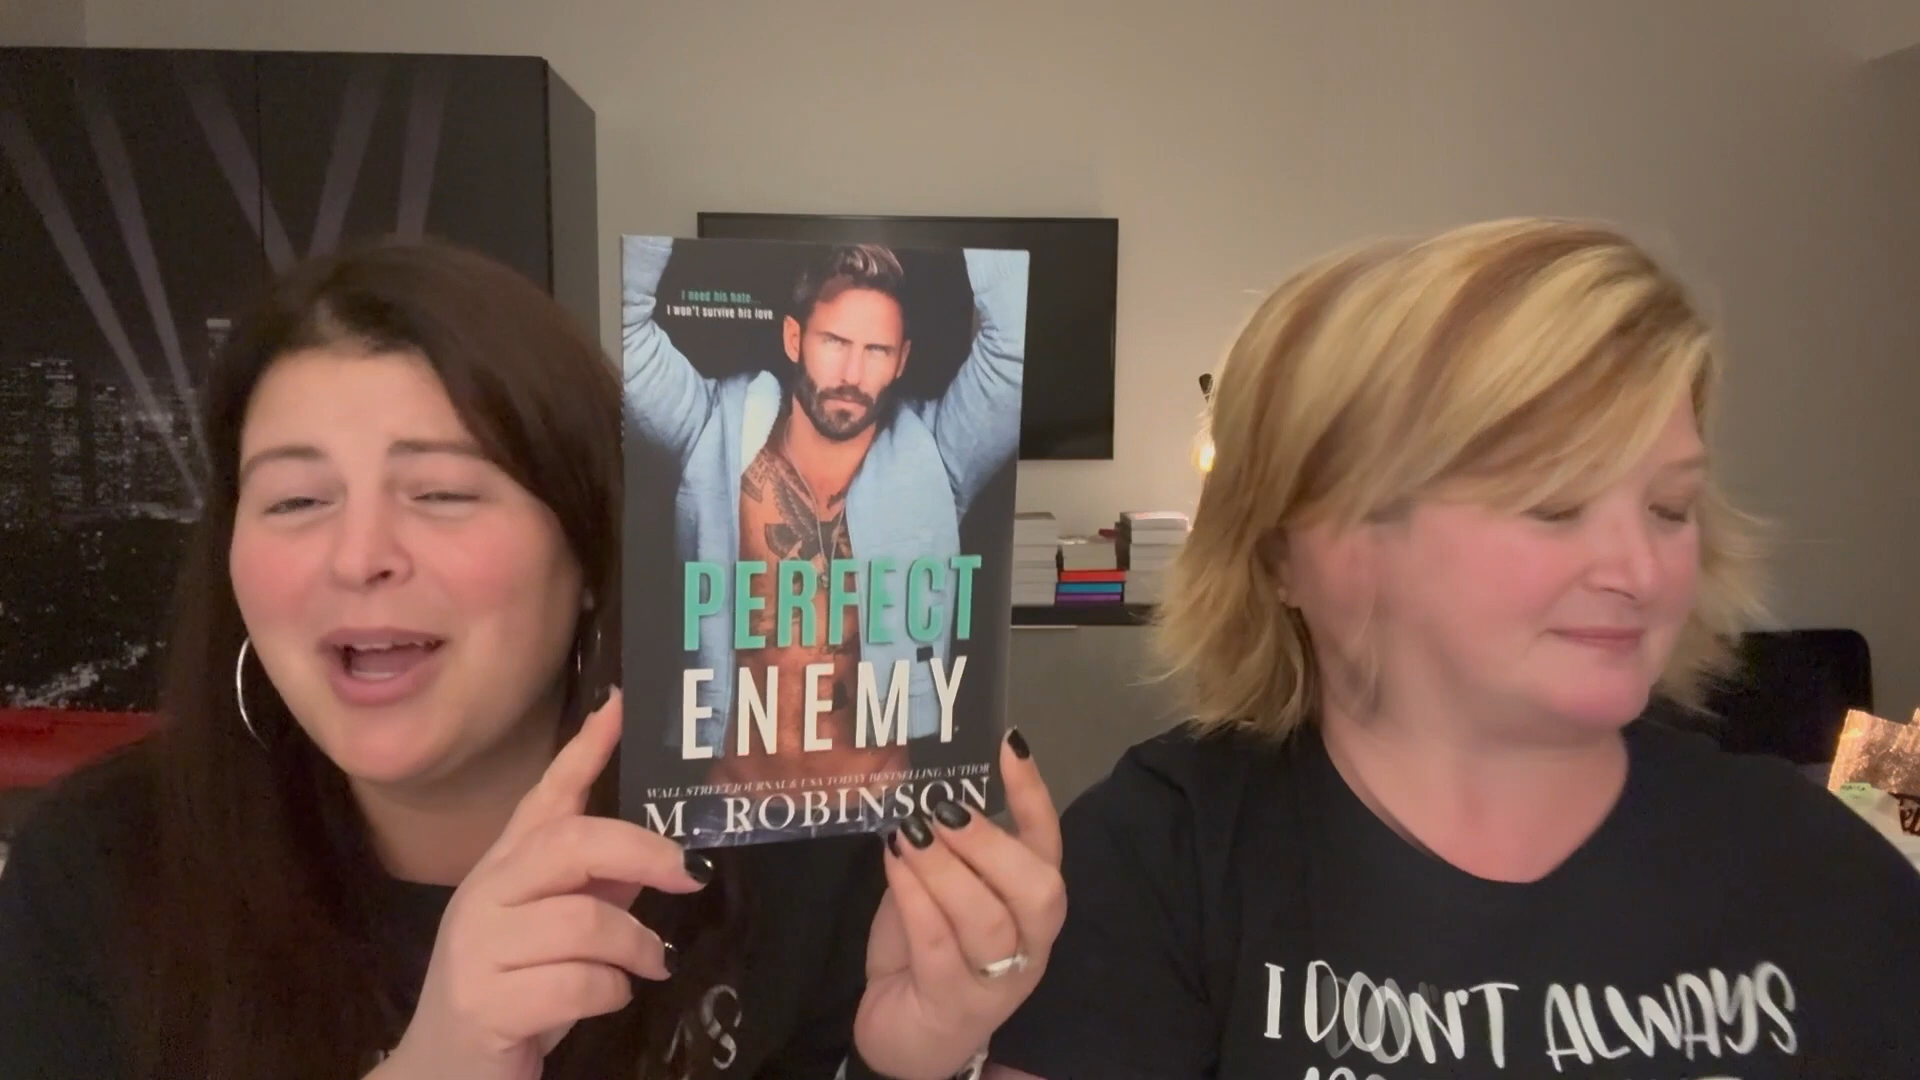 I need his hate...
I won't survive his love
PERFECT
ENEMY
WALL STREET JOURNAL & USA TODAY BESTSELLING AUTHOR
M. ROBINSON
I DON'T ALWAYS